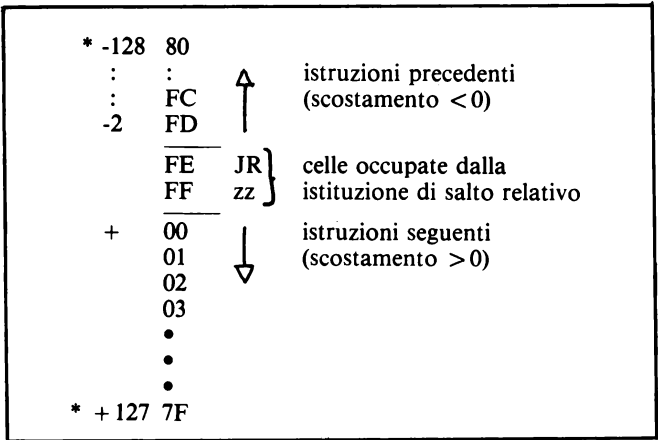 * -128 80
: : istruzioni precedenti
: FC (scostamento <0)
-2 FD
FE JR celle occupate dalla
FF zz istituzione di salto relativo
+ 00 istruzioni seguenti
01 (scostamento >0)
02
03
•
•
•
* +127 7F